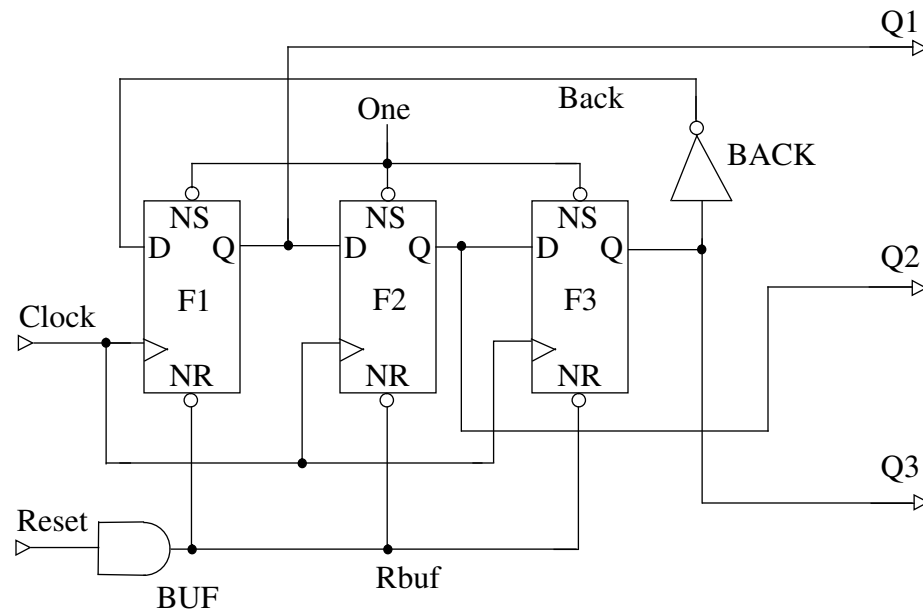 Q1
Back
One
BACK
NS
NS
NS
D Q
D Q
D Q
Q2
F1
F2
F3
Clock
NR
NR
NR
Q3
Reset
Rbuf
BUF